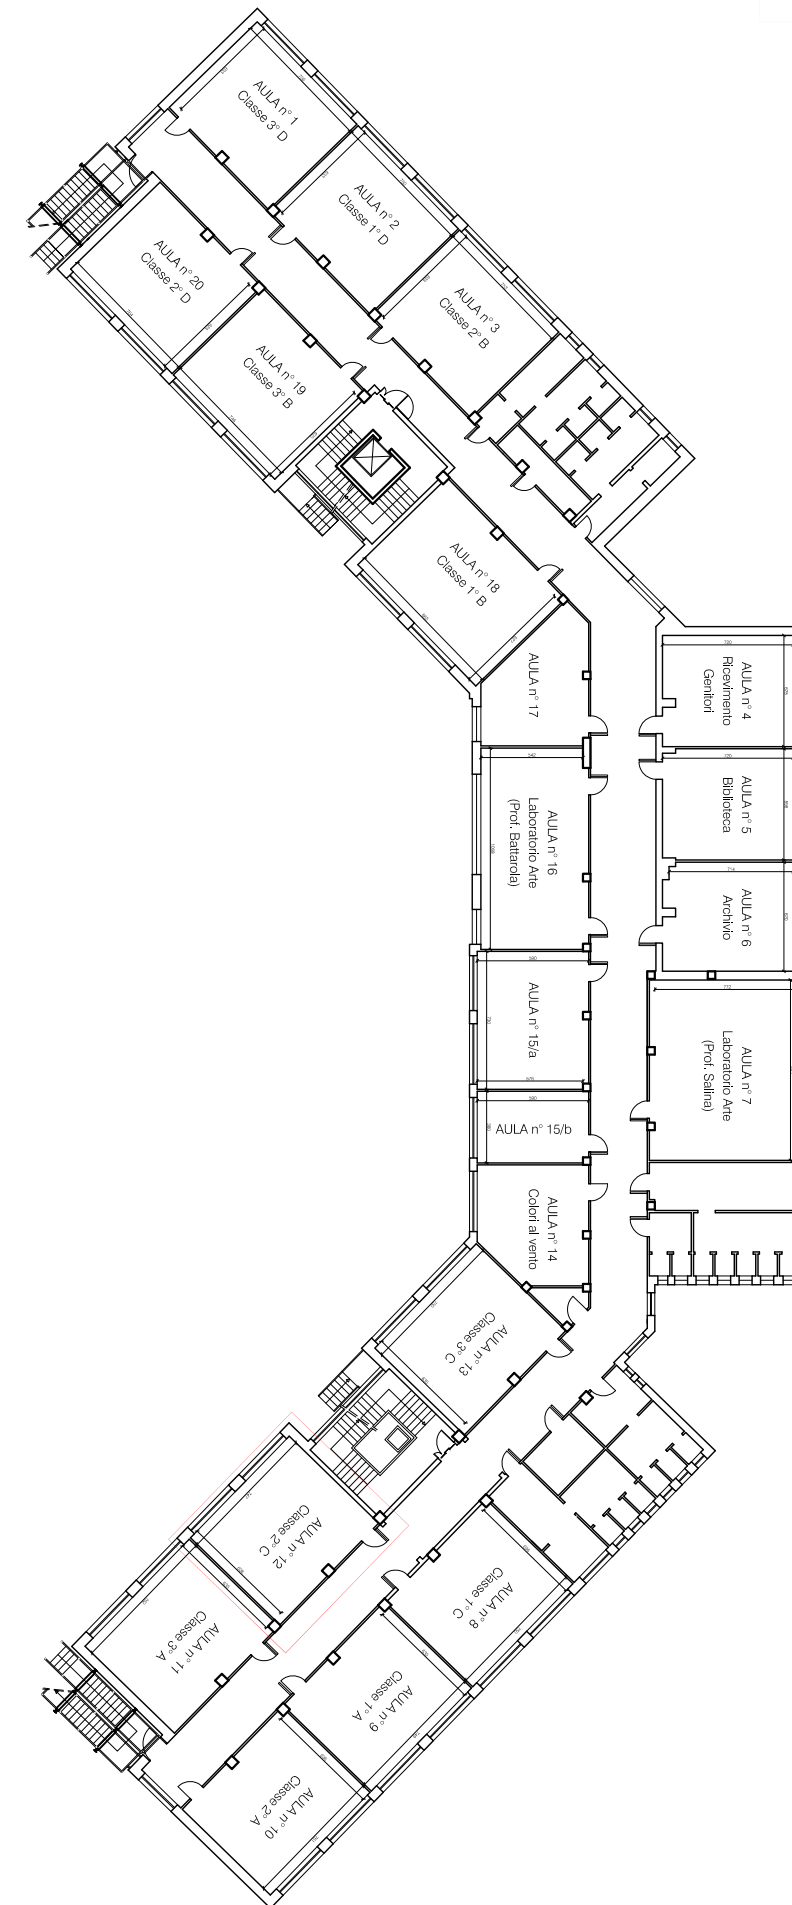 AULA n° 1
Classe 3° D
AULA n° 2
Classe 1° D
AULA n° 20
Classe 2° D
AULA n° 3
Classe 2° B
AULA n° 19
Classe 3° B
AULA n° 18
Classe 1° B
AULA n° 17
AULA n° 4
Ricevimento
Genitori
AULA n° 5
Biblioteca
AULA n° 16
Laboratorio Arte
(Prof. Battarola)
AULA n° 6
Archivio
AULA n° 15/a
AULA n° 7
Laboratorio Arte
(Prof. Salina)
AULA n° 15/b
AULA n° 14
Colori al vento
AULA n° 13
Classe 3° C
AULA n° 12
Classe 2° C
AULA n° 8
Classe 1° C
AULA n° 11
Classe 3° A
AULA n° 9
Classe 1° A
AULA n° 10
Classe 2° A